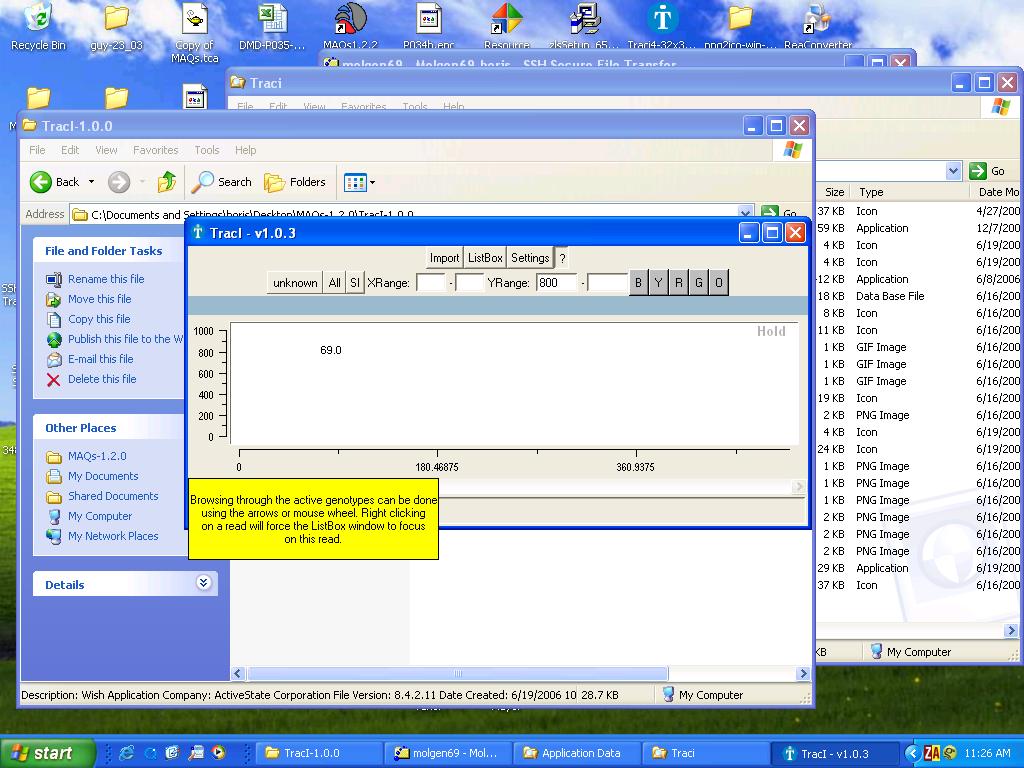 Recycle Bin
guy-23_03
Copy of
MAQs.tca
DMD-P035-...
MAQs1.2.2
P034b.enc
Resource
zlsSetup_65...
Traci4-32x3...
png2ico-win-...
ReaConverter
molgen69 - Molgen69 boris - SSH Secure File Transfer
Traci
File Edit View Favorites Tools Help
TracI-1.0.0
File Edit View Favorites Tools Help
Back Search Folders
Address C:\Documents and Settings\boris\Desktop\MAQs-1.2.0\TracI-1.0.0 Go
Go
Size Type Date Mo
37 KB Icon 4/27/200
59 KB Application 12/7/200
4 KB Icon 6/19/200
4 KB Icon 6/19/200
12 KB Application 6/8/2006
18 KB Data Base File 6/16/200
8 KB Icon 6/16/200
11 KB Icon 6/16/200
1 KB GIF Image 6/16/200
1 KB GIF Image 6/16/200
1 KB GIF Image 6/16/200
19 KB Icon 6/16/200
2 KB PNG Image 6/16/200
4 KB Icon 6/19/200
24 KB Icon 6/19/200
1 KB PNG Image 6/16/200
1 KB PNG Image 6/16/200
1 KB PNG Image 6/16/200
2 KB PNG Image 6/16/200
2 KB PNG Image 6/16/200
2 KB PNG Image 6/16/200
29 KB Application 6/19/200
37 KB Icon 6/16/200
KB My Computer
File and Folder Tasks
Rename this file
Move this file
Copy this file
Publish this file to the W
E-mail this file
Delete this file
Other Places
MAQs-1.2.0
My Documents
Shared Documents
My Computer
My Network Places
Details
TracI - v1.0.3
Import ListBox Settings ?
unknown All SI XRange: - YRange: 800 - B Y R G O
Hold
69.0
1000
800
600
400
200
0
0 180.46875 360.9375
Browsing through the active genotypes can be done
using the arrows or mouse wheel. Right clicking
on a read will force the ListBox window to focus
on this read.
Description: Wish Application Company: ActiveState Corporation File Version: 8.4.2.11 Date Created: 6/19/2006 10 28.7 KB My Computer
start TracI-1.0.0 molgen69 - Mol... Application Data Traci TracI - v1.0.3 ZA 11:26 AM